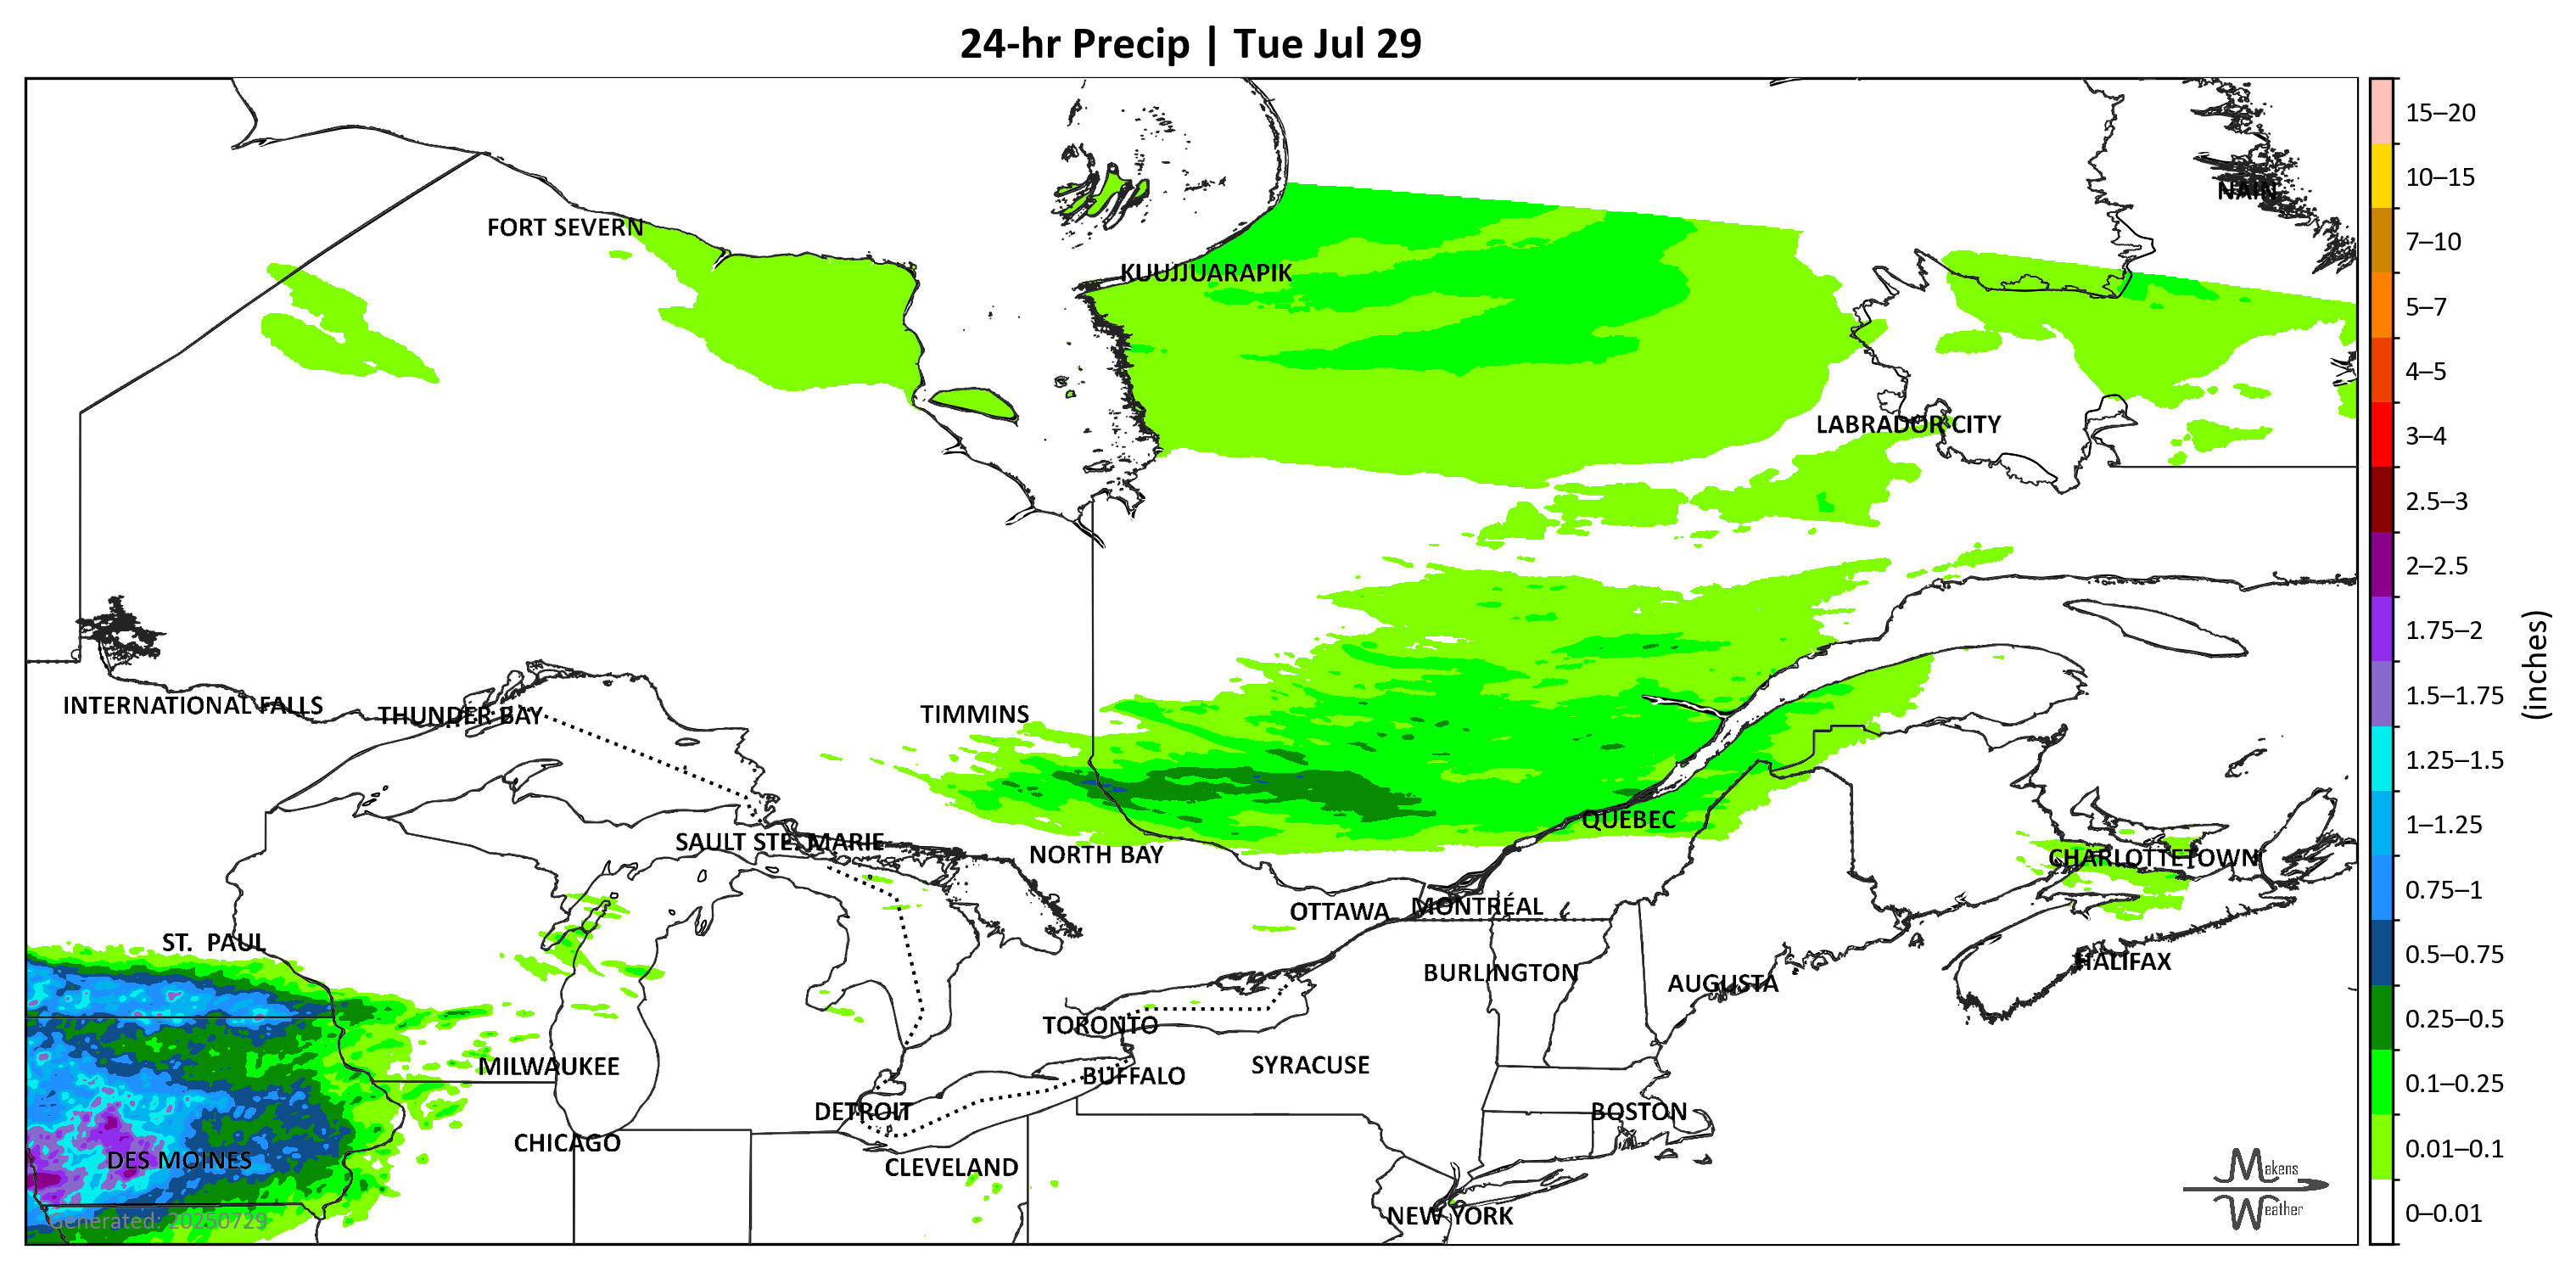 24-hr Precip | Tue Jul 29
15–20
10–15
7–10
5–7
4–5
3–4
2.5–3
2–2.5
1.75–2
1.5–1.75
1.25–1.5
1–1.25
0.75–1
0.5–0.75
0.25–0.5
0.1–0.25
0.01–0.1
0–0.01
(inches)
NAIN
FORT SEVERN
KUUJJUARAPIK
LABRADOR CITY
INTERNATIONAL FALLS
THUNDER BAY
TIMMINS
QUÉBEC
SAULT STE. MARIE
NORTH BAY
CHARLOTTETOWN
OTTAWA
MONTRÉAL
ST. PAUL
HALIFAX
BURLINGTON
AUGUSTA
TORONTO
SYRACUSE
MILWAUKEE
BUFFALO
DETROIT
BOSTON
CHICAGO
DES MOINES
CLEVELAND
NEW YORK
Generated: 20250729
Makens
Weather